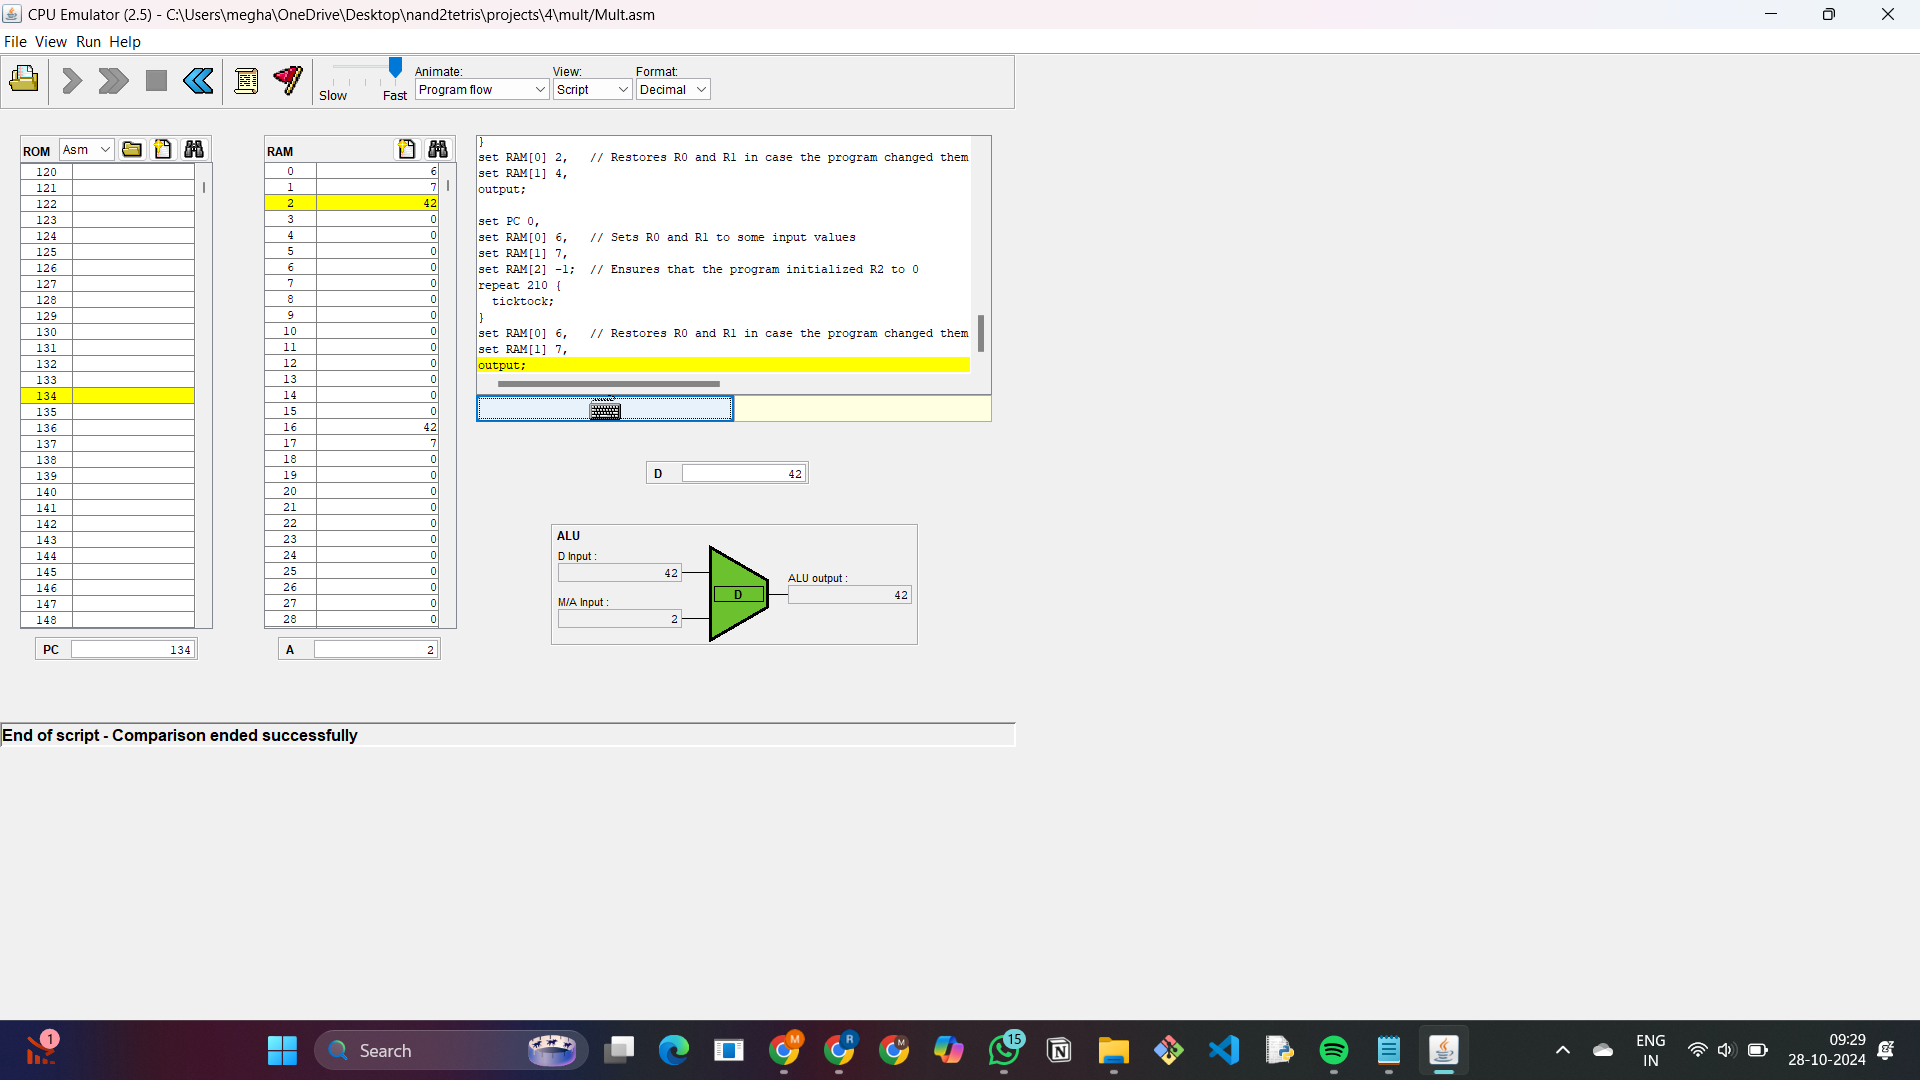 CPU Emulator (2.5) - C:\Users\megha\OneDrive\Desktop\nand2tetris\projects\4\mult/Mult.asm
File View Run Help
Slow Fast
Animate: View: Format:
Program flow Script Decimal
ROM Asm
120
121
122
123
124
125
126
127
128
129
130
131
132
133
134
135
136
137
138
139
140
141
142
143
144
145
146
147
148
PC 134
RAM
0 6
1 7
2 42
3 0
4 0
5 0
6 0
7 0
8 0
9 0
10 0
11 0
12 0
13 0
14 0
15 0
16 42
17 7
18 0
19 0
20 0
21 0
22 0
23 0
24 0
25 0
26 0
27 0
28 0
A 2
}
set RAM[0] 2,   // Restores R0 and R1 in case the program changed them
set RAM[1] 4,
output;
set PC 0,
set RAM[0] 6,   // Sets R0 and R1 to some input values
set RAM[1] 7,
set RAM[2] -1;  // Ensures that the program initialized R2 to 0
repeat 210 {
ticktock;
}
set RAM[0] 6,   // Restores R0 and R1 in case the program changed them
set RAM[1] 7,
output;
D 42
ALU
D Input :
42
M/A Input :
2
D
ALU output :
42
End of script - Comparison ended successfully
1
Search
M
R
M
15
ENG
IN
09:29
28-10-2024